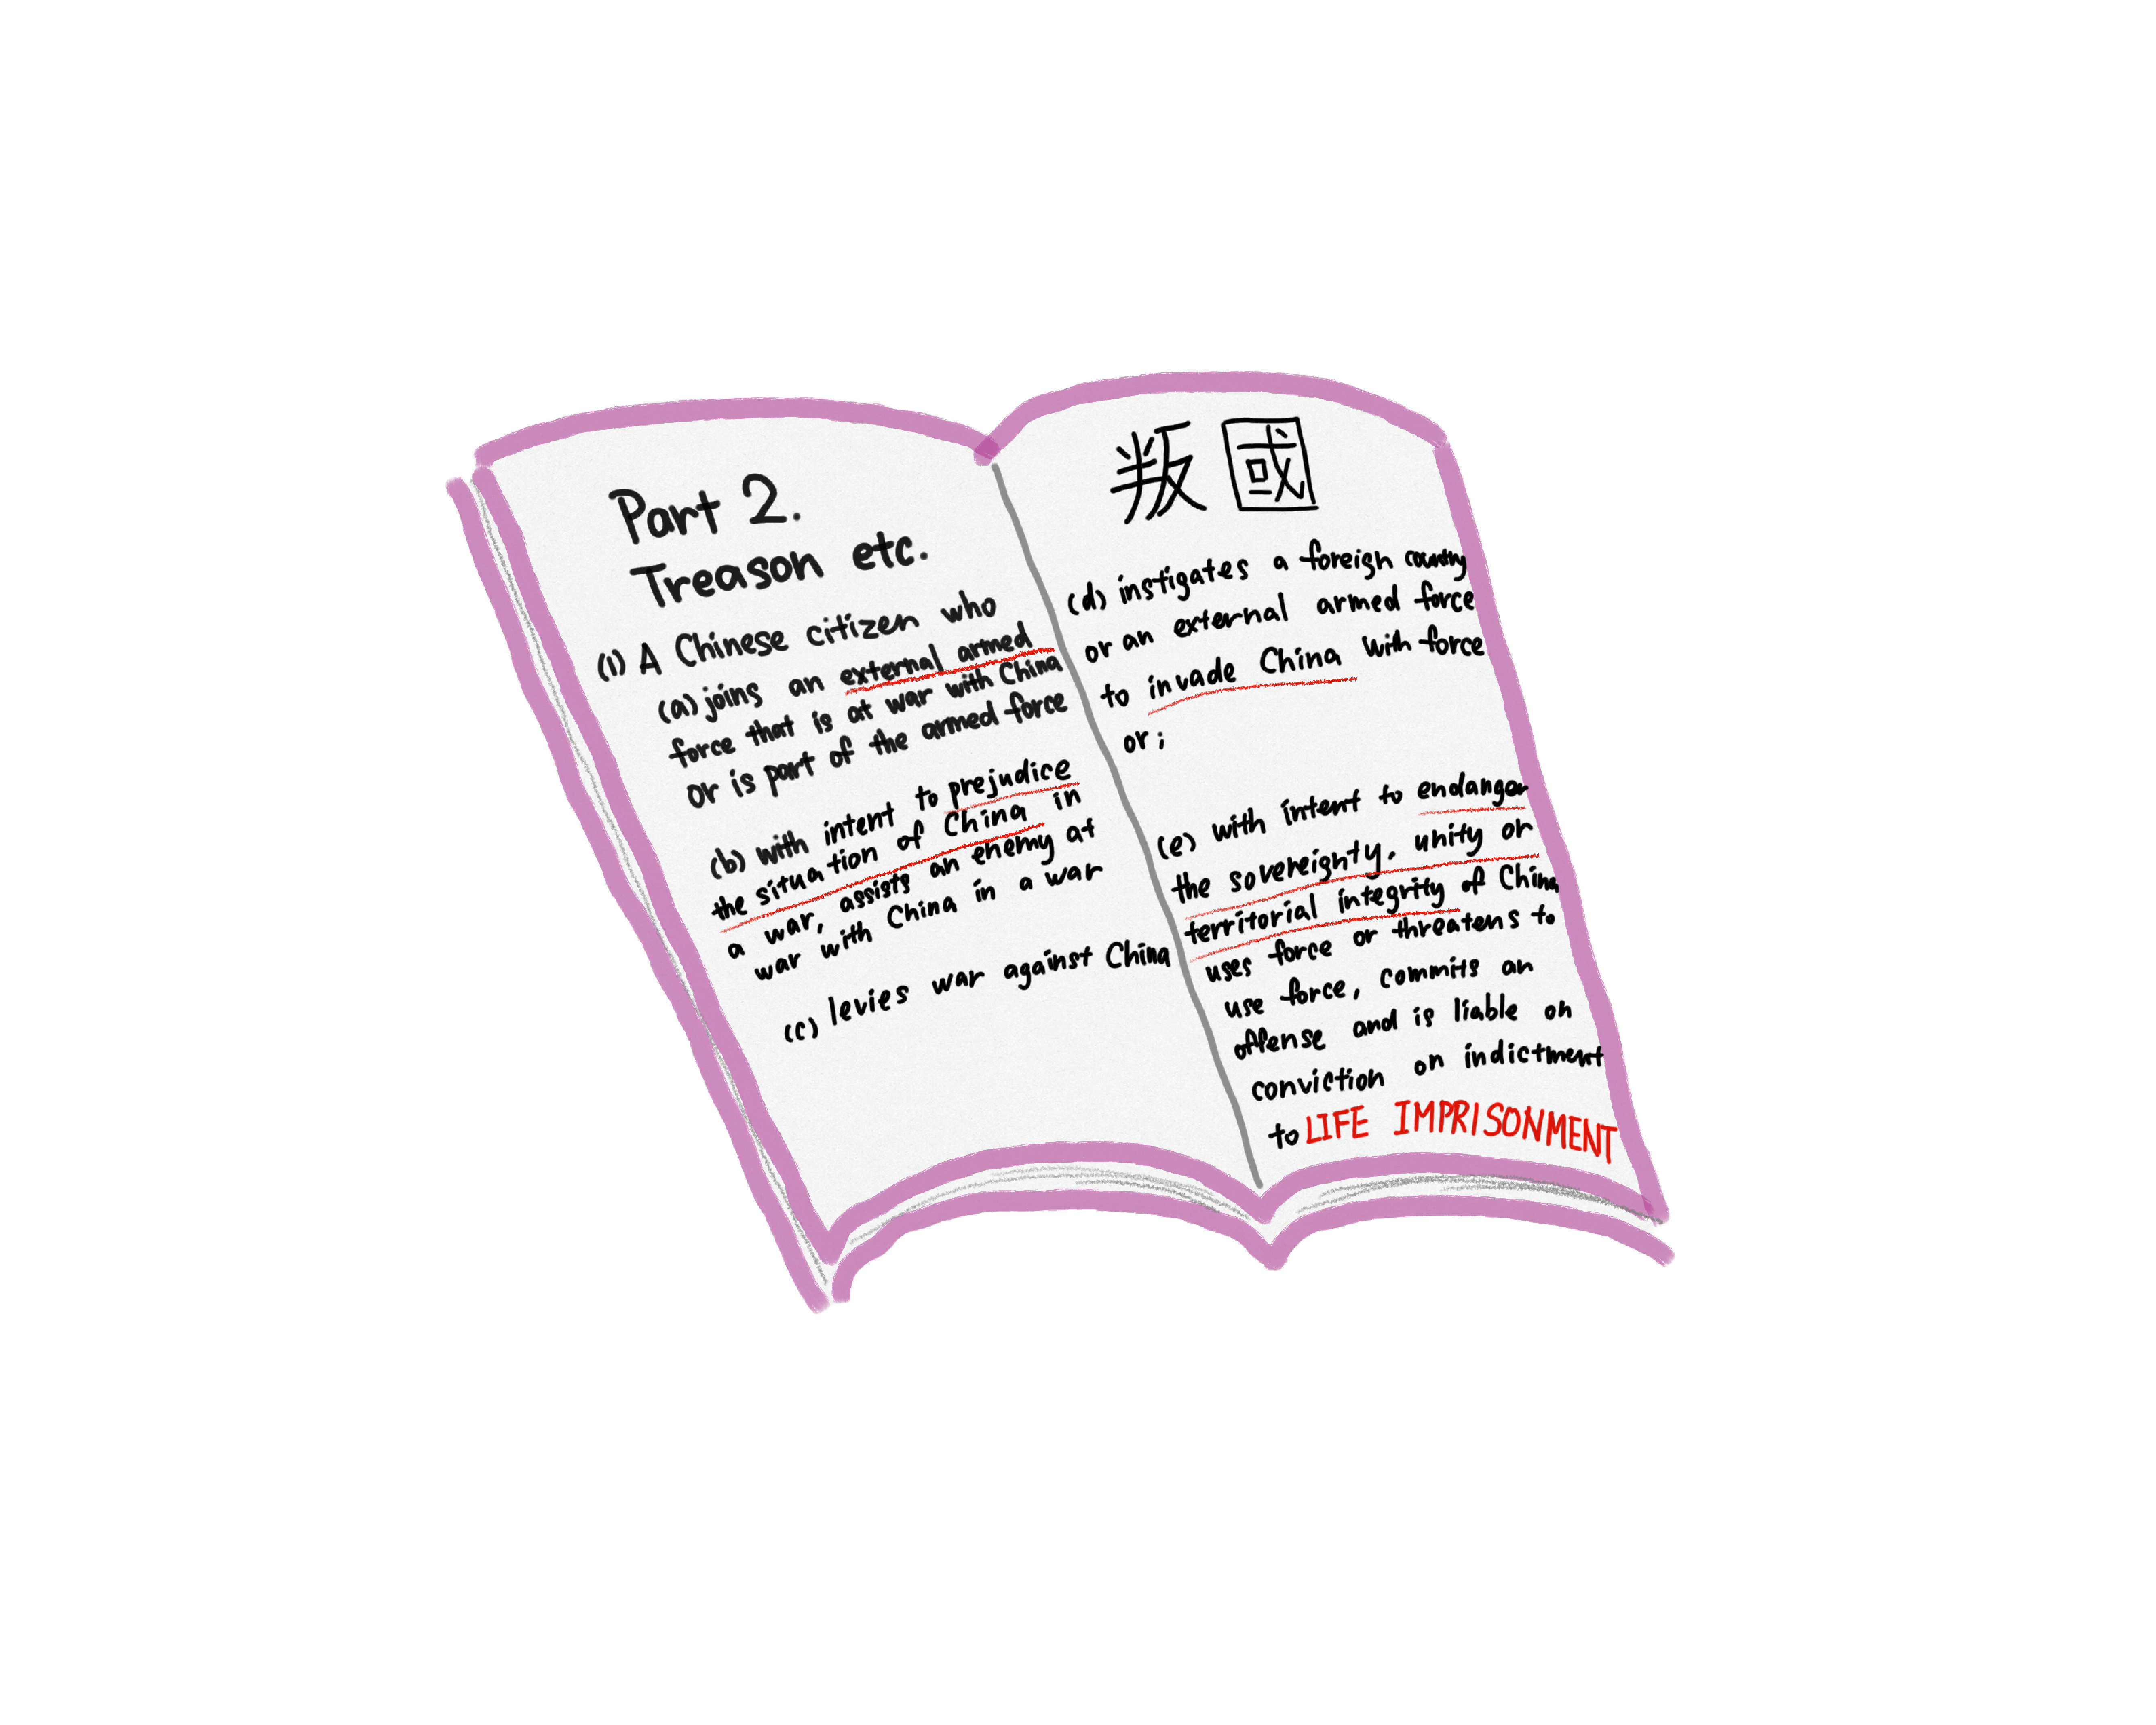 Part 2.
Treason etc.
(1) A Chinese citizen who
(a) joins an external armed
force that is at war with China
or is part of the armed force
(b) with intent to prejudice
the situation of China in
a war, assists an enemy at
war with China in a war
(c) levies war against China
叛國
(d) instigates a foreign country
or an external armed force
to invade China with force
or;
(e) with intent to endanger
the sovereignty, unity or
territorial integrity of China
uses force or threatens to
use force, commits an
offense and is liable on
conviction on indictment
to LIFE IMPRISONMENT